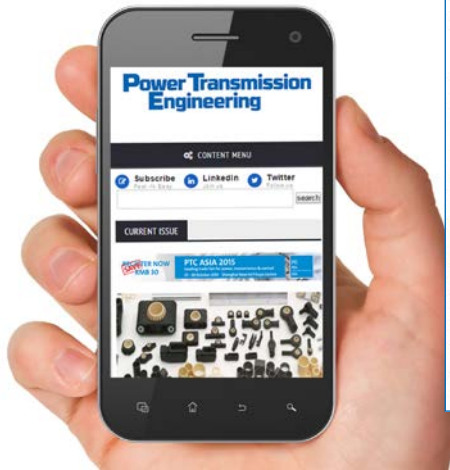 Power Transmission
Engineering
CONTENT MENU
Subscribe
LinkedIn
Twitter
search
CURRENT ISSUE
PTC ASIA 2015